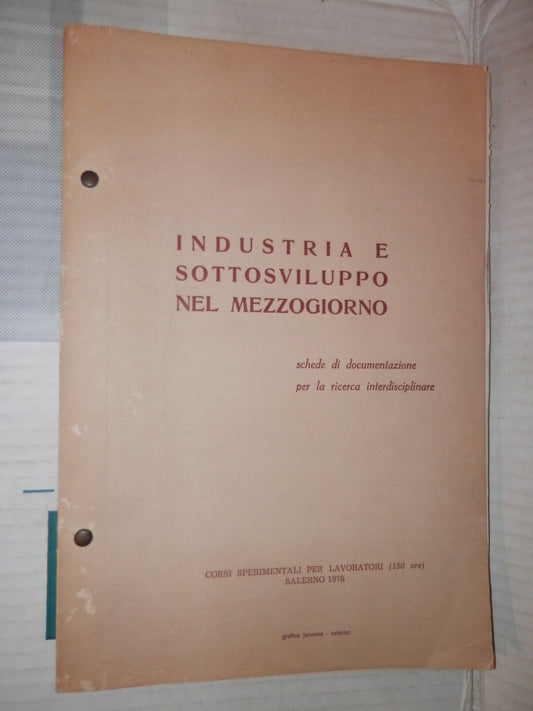 INDUSTRIA E
SOTTOSVILUPPO
NEL MEZZOGIORNO
schede di documentazione
per la ricerca interdisciplinare
CORSI SPERIMENTALI PER LAVORATORI (150 ore)
SALERNO 1976
grafica jannone - salerno